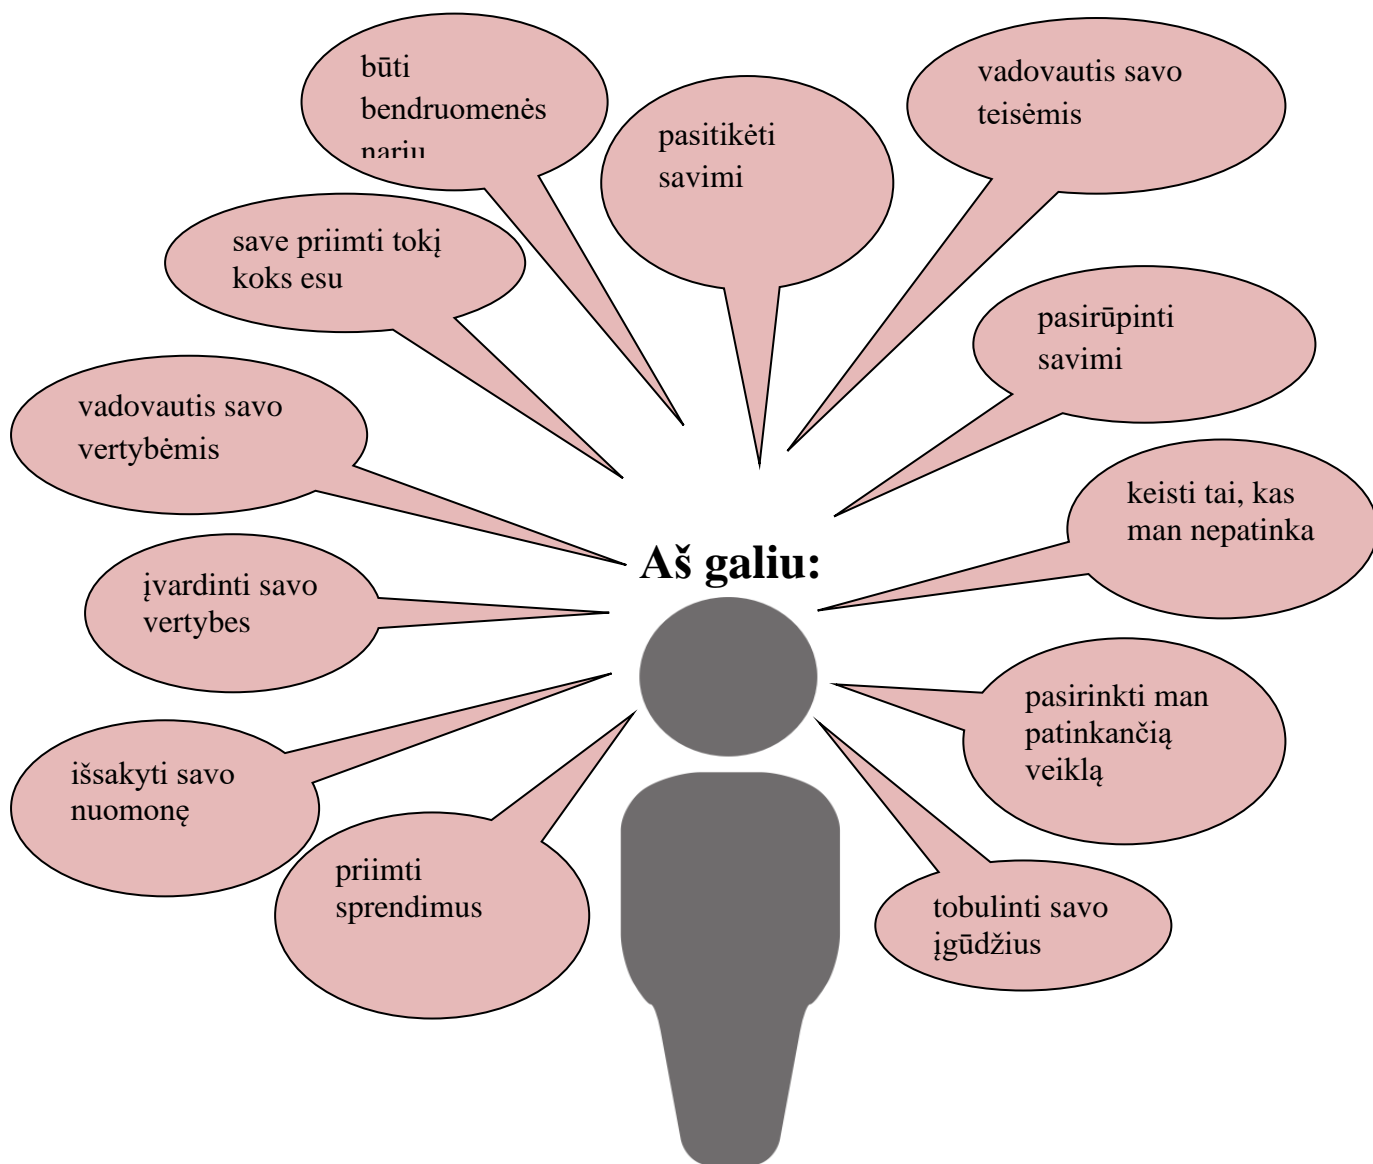 būti
bendruomenės
nariu
pasitikėti
savimi
vadovautis savo
teisėmis
save priimti tokį
koks esu
pasirūpinti
savimi
vadovautis savo
vertybėmis
keisti tai, kas
man nepatinka
Aš galiu:
įvardinti savo
vertybes
pasirinkti man
patinkančią
veiklą
išsakyti savo
nuomonę
priimti
sprendimus
tobulinti savo
įgūdžius